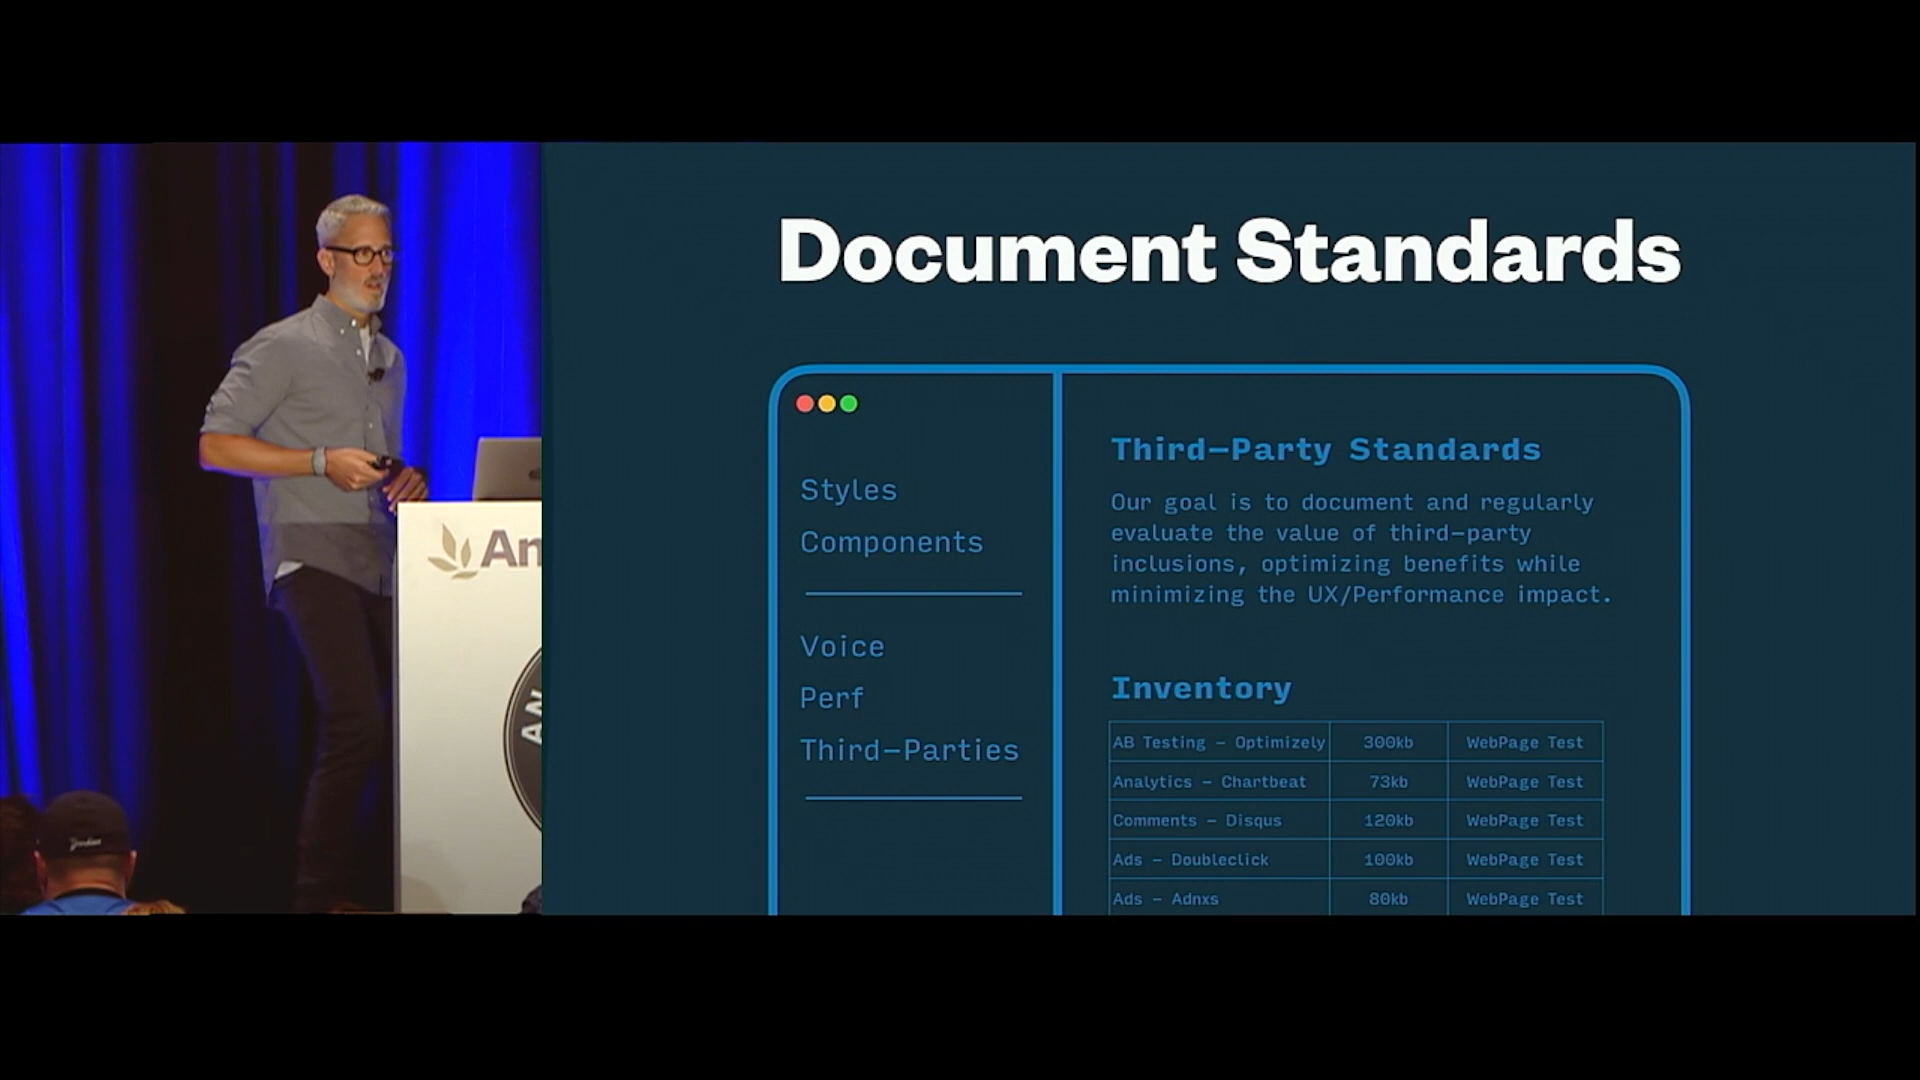 Document Standards
Styles
Components
Voice
Perf
Third-Parties
Third-Party Standards
Our goal is to document and regularly
evaluate the value of third-party
inclusions, optimizing benefits while
minimizing the UX/Performance impact.
Inventory
AB Testing - Optimizely 300kb WebPage Test
Analytics - Chartbeat 73kb WebPage Test
Comments - Disqus 120kb WebPage Test
Ads - Doubleclick 100kb WebPage Test
Ads - Adnxs 80kb WebPage Test
An
AN